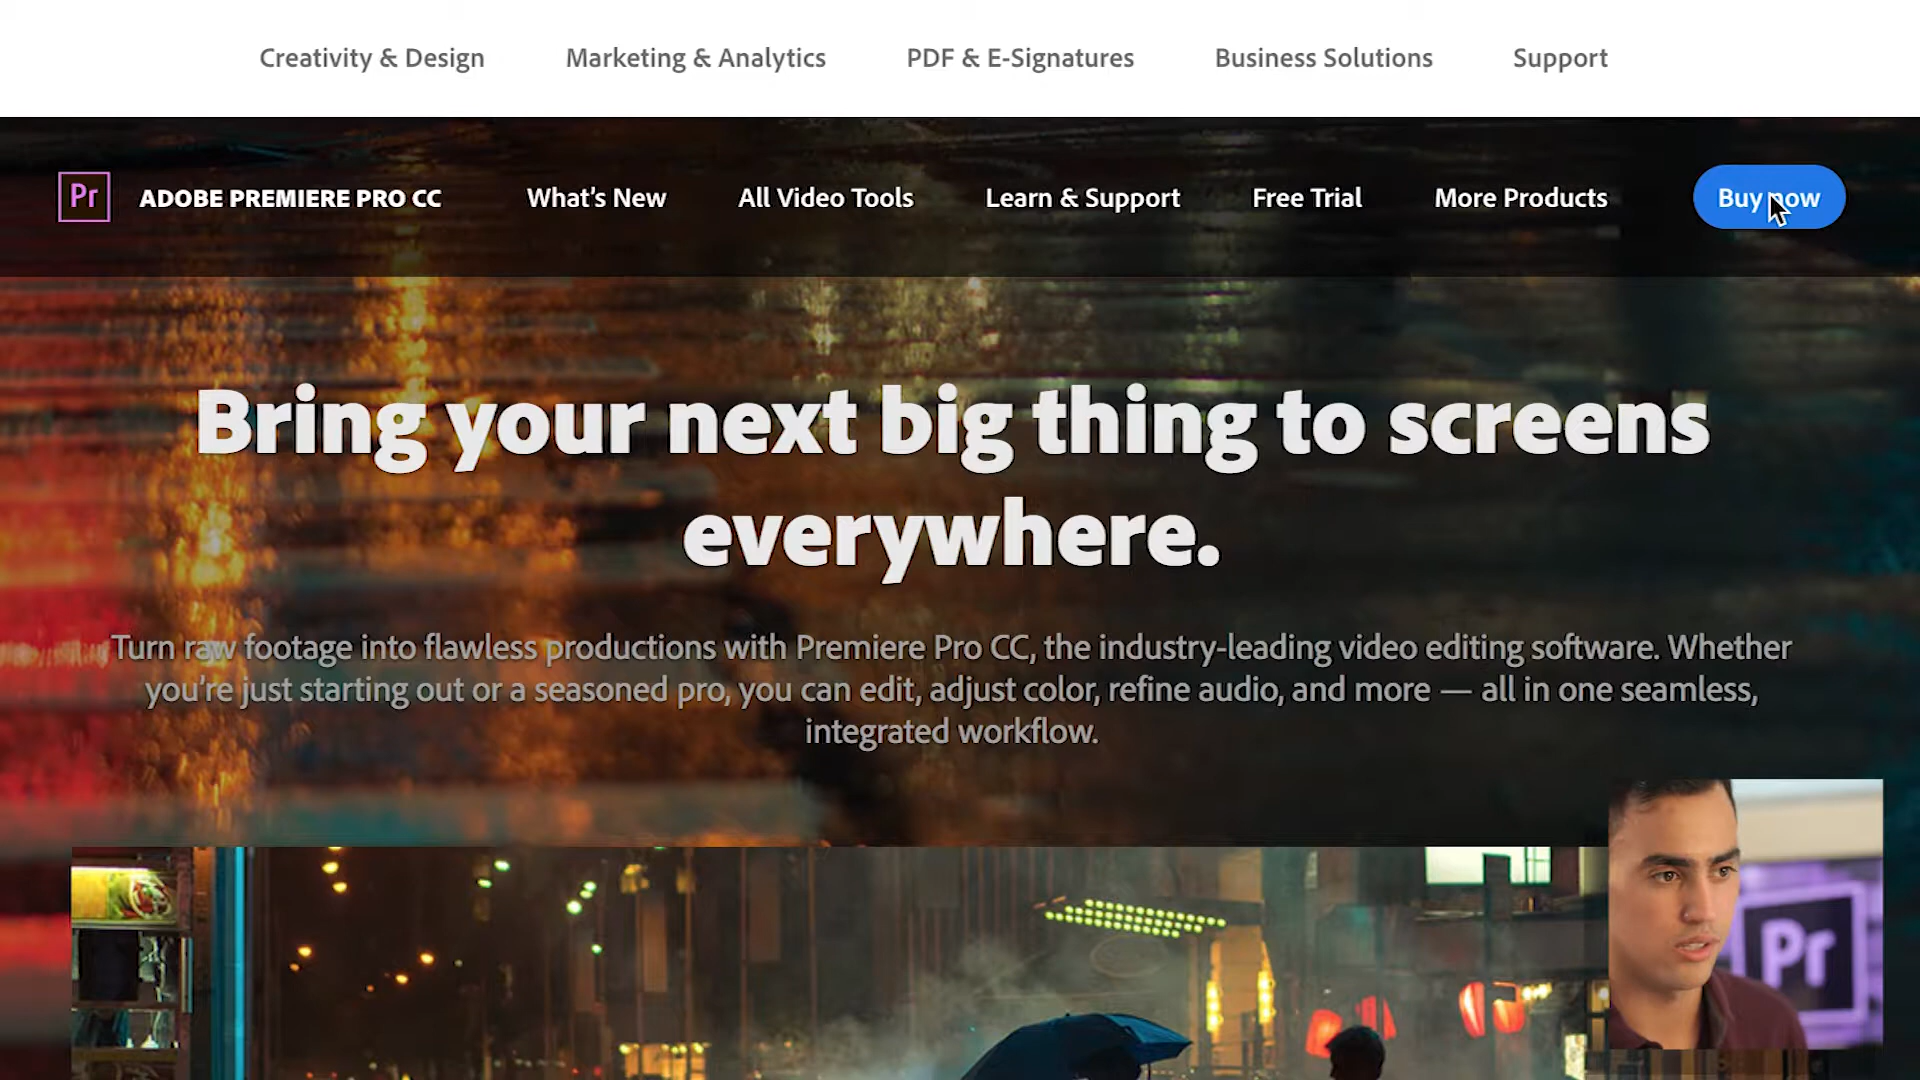 Creativity & Design Marketing & Analytics PDF & E-Signatures Business Solutions Support
Pr ADOBE PREMIERE PRO CC What's New All Video Tools Learn & Support Free Trial More Products Buy now
Bring your next big thing to screens
everywhere.
Turn raw footage into flawless productions with Premiere Pro CC, the industry-leading video editing software. Whether
you're just starting out or a seasoned pro, you can edit, adjust color, refine audio, and more — all in one seamless,
integrated workflow.
Pr